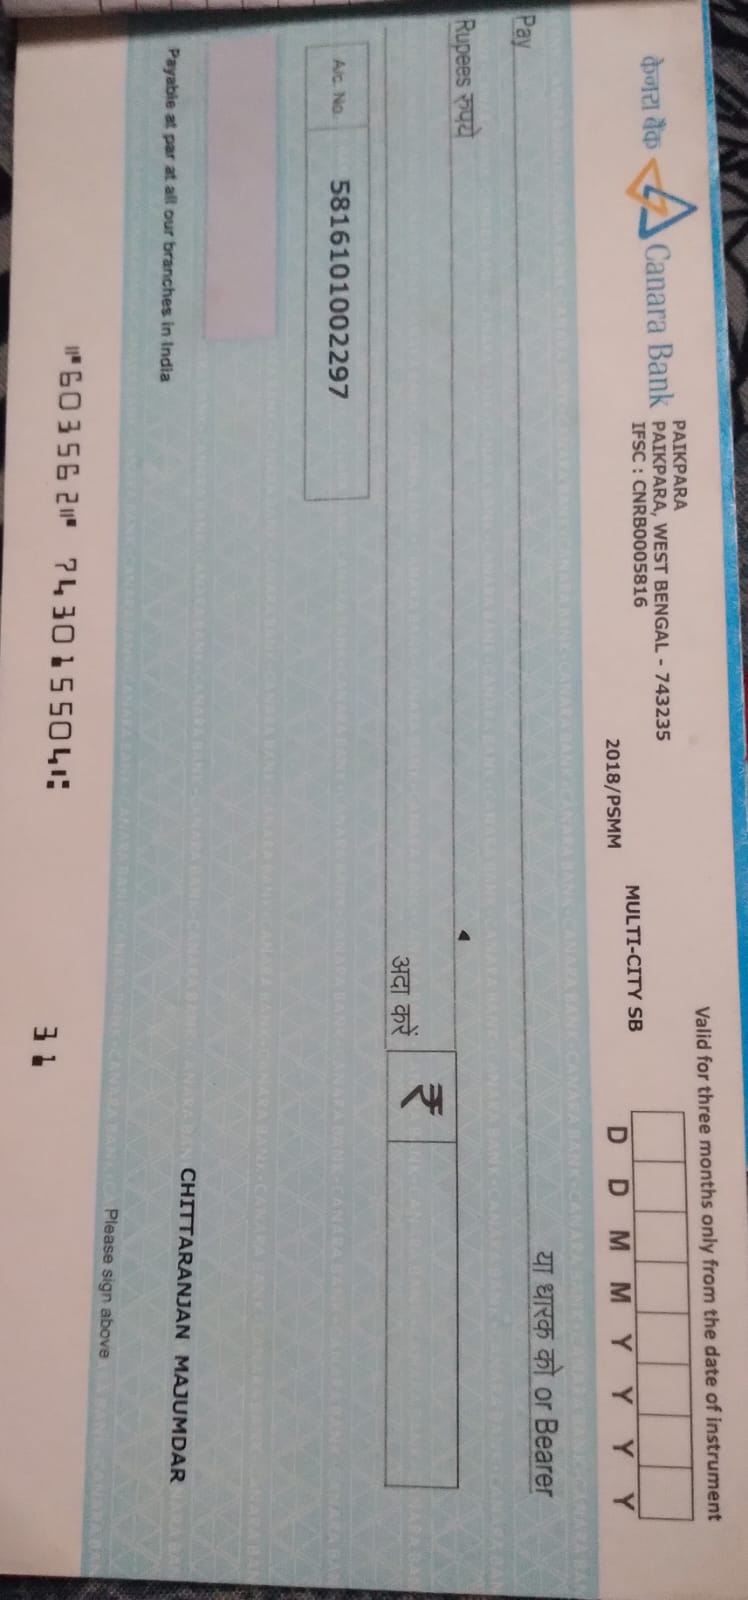 Valid for three months only from the date of instrument
केनरा बैंक Canara Bank
PAIKPARA
PAIKPARA, WEST BENGAL - 743235
IFSC : CNRB0005816
MULTI-CITY SB
2018/PSMM
D D M M Y Y Y Y
Pay
या धारक को or Bearer
Rupees रुपये
अदा करें
₹
A/c. No.
5816101002297
CHITTARANJAN MAJUMDAR
Payable at par at all our branches in India
Please sign above
⑈603562⑈ 743015504⑆ 31